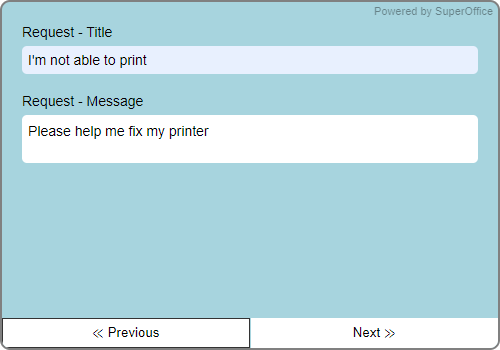 Powered by SuperOffice
Request - Title
I'm not able to print
Request - Message
Please help me fix my printer
« Previous
Next »